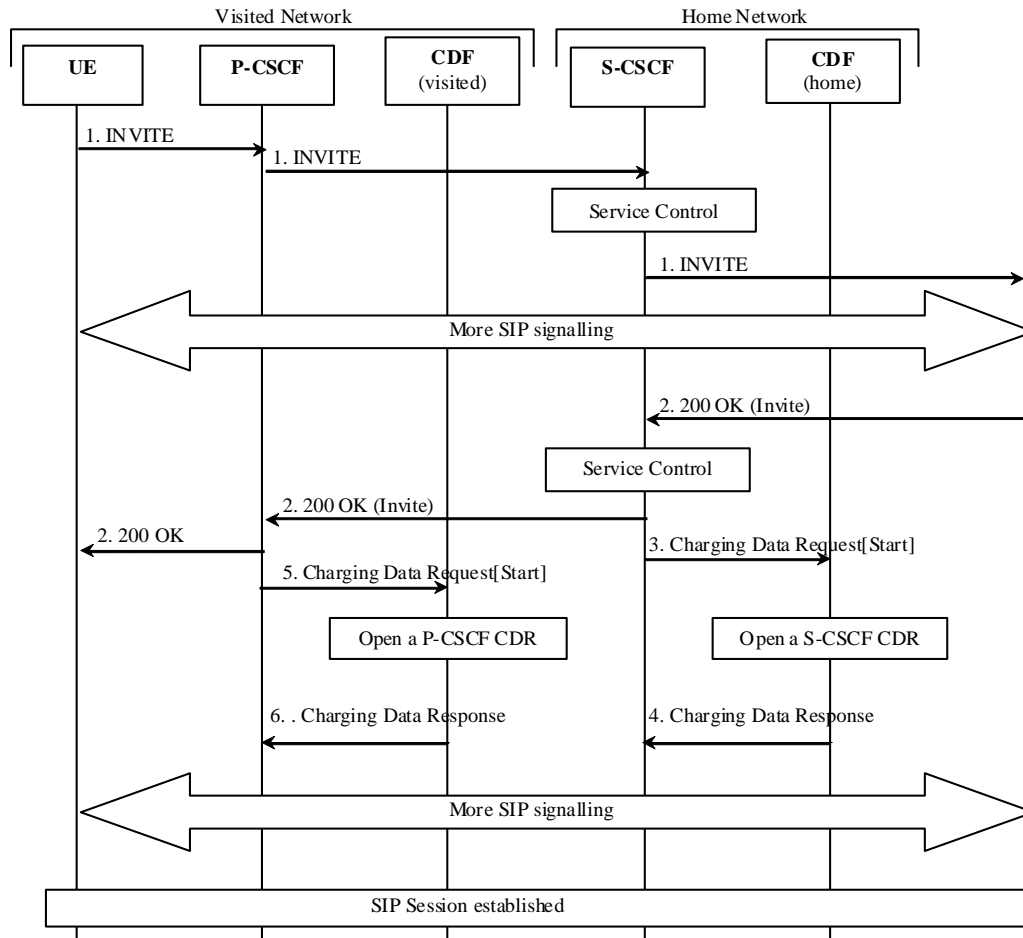 Visited Network
Home Network
UE
P-CSCF
CDF
(visited)
S-CSCF
CDF
(home)
1. INVITE
1. INVITE
Service Control
1. INVITE
More SIP signalling
2. 200 OK (Invite)
Service Control
2. 200 OK (Invite)
2. 200 OK
3. Charging Data Request[Start]
5. Charging Data Request[Start]
Open a P-CSCF CDR
Open a S-CSCF CDR
6. . Charging Data Response
4. Charging Data Response
More SIP signalling
SIP Session established